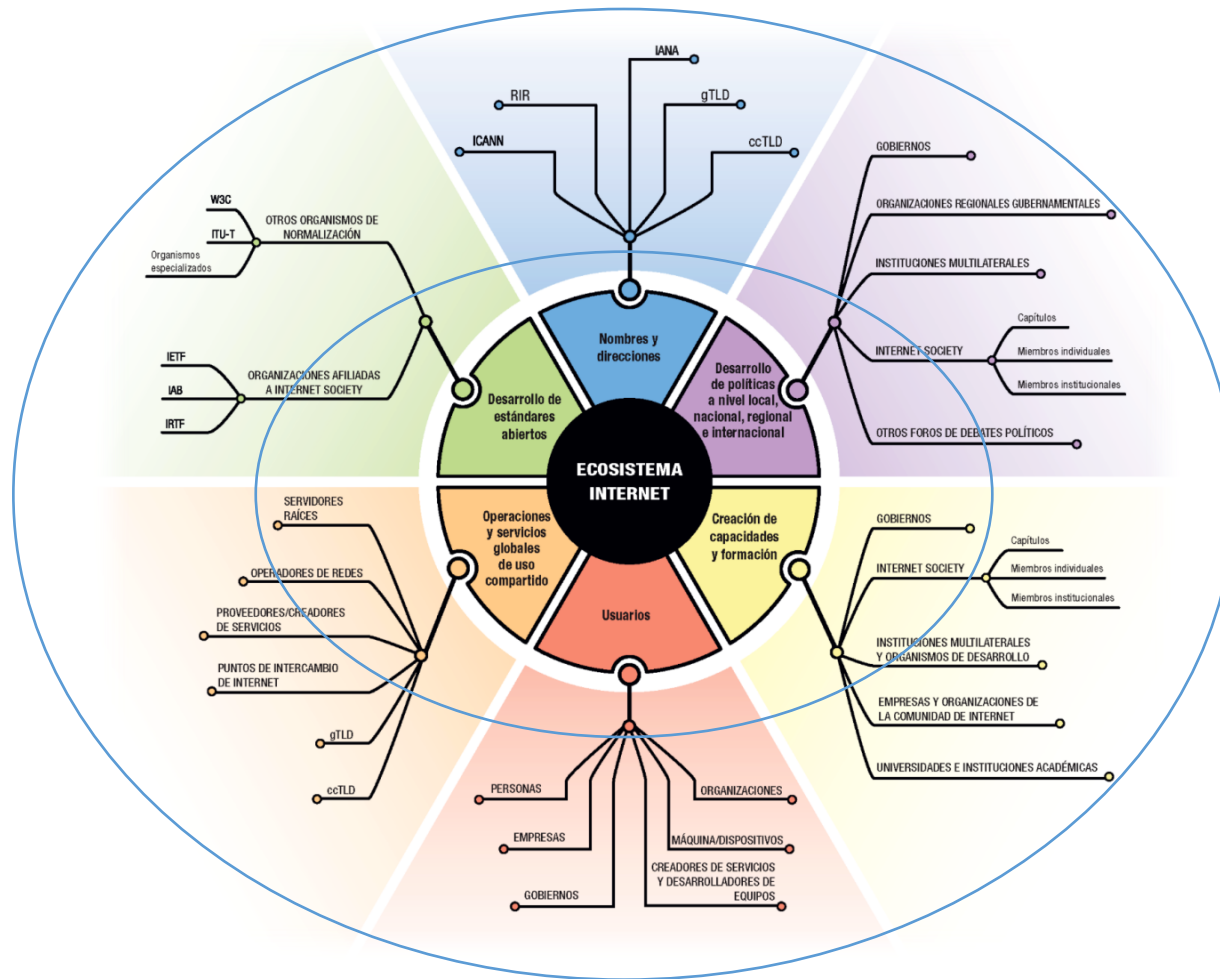 IANA
RIR
gTLD
ICANN
ccTLD
W3C
ITU-T
Organismos
especializados
OTROS ORGANISMOS DE
NORMALIZACIÓN
IETF
IAB
IRTF
ORGANIZACIONES AFILIADAS
A INTERNET SOCIETY
GOBIERNOS
ORGANIZACIONES REGIONALES GUBERNAMENTALES
INSTITUCIONES MULTILATERALES
INTERNET SOCIETY
Capítulos
Miembros individuales
Miembros institucionales
OTROS FOROS DE DEBATES POLÍTICOS
Nombres y
direcciones
Desarrollo de
estándares
abiertos
Desarrollo
de políticas
a nivel local,
nacional, regional
e internacional
ECOSISTEMA
INTERNET
Operaciones
y servicios
globales
de uso
compartido
Creación de
capacidades
y formación
Usuarios
SERVIDORES
RAÍCES
OPERADORES DE REDES
PROVEEDORES/CREADORES
DE SERVICIOS
PUNTOS DE INTERCAMBIO
DE INTERNET
gTLD
ccTLD
GOBIERNOS
INTERNET SOCIETY
Capítulos
Miembros individuales
Miembros institucionales
INSTITUCIONES MULTILATERALES
Y ORGANISMOS DE DESARROLLO
EMPRESAS Y ORGANIZACIONES DE
LA COMUNIDAD DE INTERNET
UNIVERSIDADES E INSTITUCIONES ACADÉMICAS
PERSONAS
EMPRESAS
GOBIERNOS
ORGANIZACIONES
MÁQUINA/DISPOSITIVOS
CREADORES DE SERVICIOS
Y DESARROLLADORES DE
EQUIPOS